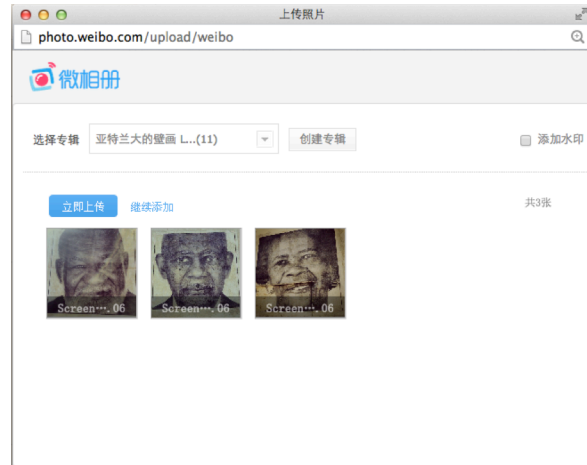 上传照片
photo.weibo.com/upload/weibo
微相册
选择专辑 亚特兰大的壁画 L...(11) 创建专辑 添加水印
立即上传 继续添加 共3张
Screen….06 Screen….06 Screen….06